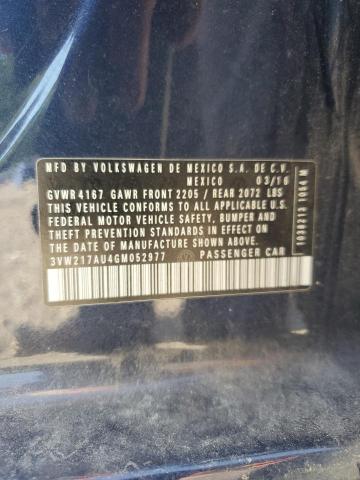 MFD BY VOLKSWAGEN DE MEXICO S.A. DE C.V.
MEXICO 03/16
GVWR 4167 GAWR FRONT 2205 / REAR 2072 LBS
THIS VEHICLE CONFORMS TO ALL APPLICABLE U.S.
FEDERAL MOTOR VEHICLE SAFETY, BUMPER AND
THEFT PREVENTION STANDARDS IN EFFECT ON THE
DATE OF MANUFACTURE SHOWN ABOVE.
3VW217AU4GM052977 PASSENGER CAR